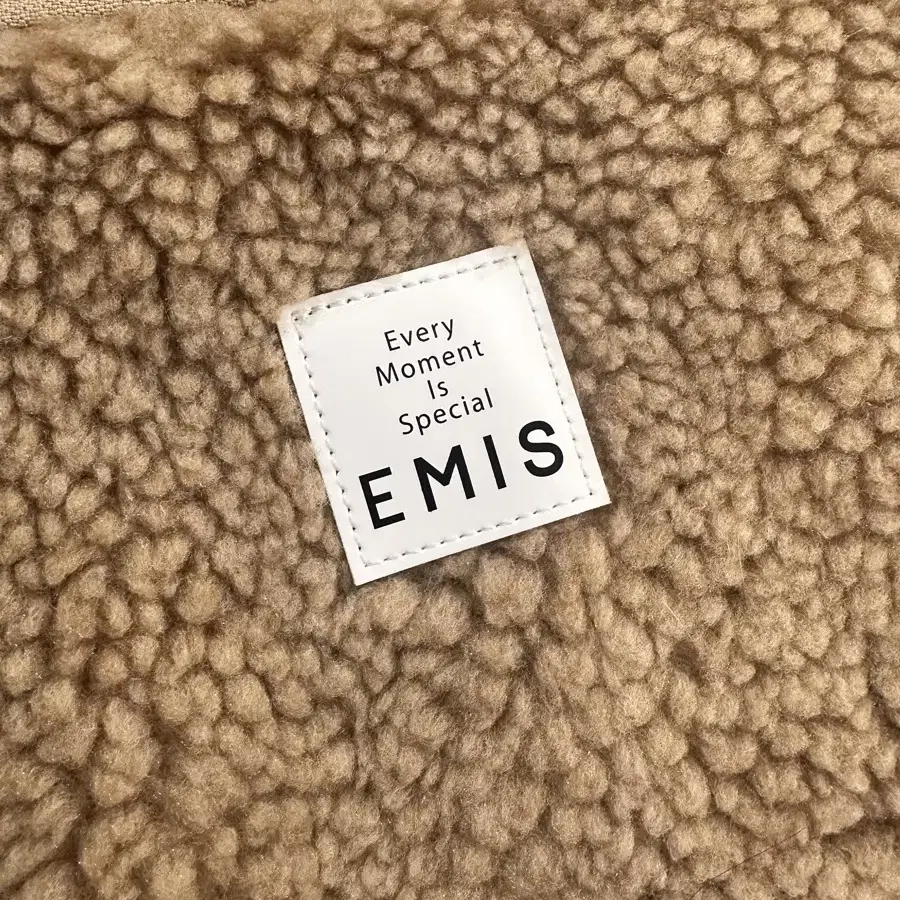 Every
Moment
Is
Special
EMIS